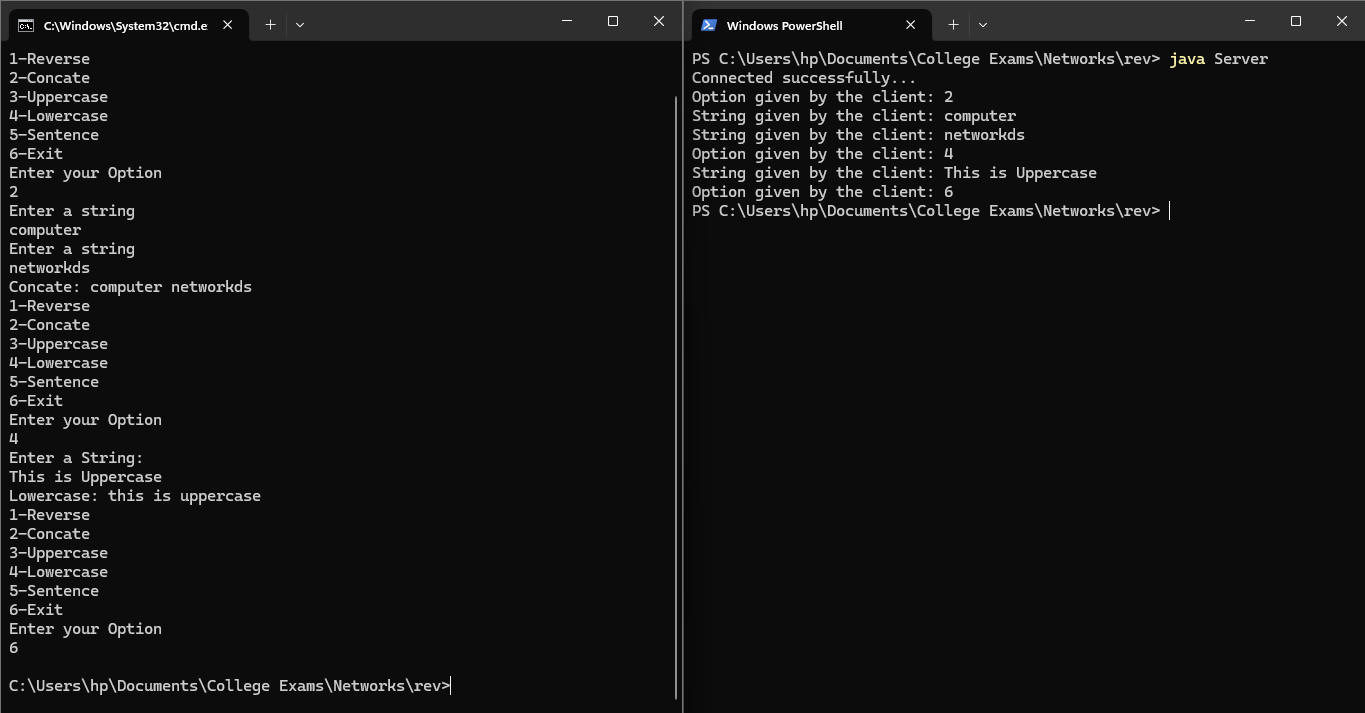 C:\Windows\System32\cmd.e
1-Reverse
2-Concate
3-Uppercase
4-Lowercase
5-Sentence
6-Exit
Enter your Option
2
Enter a string
computer
Enter a string
networkds
Concate: computer networkds
1-Reverse
2-Concate
3-Uppercase
4-Lowercase
5-Sentence
6-Exit
Enter your Option
4
Enter a String:
This is Uppercase
Lowercase: this is uppercase
1-Reverse
2-Concate
3-Uppercase
4-Lowercase
5-Sentence
6-Exit
Enter your Option
6
C:\Users\hp\Documents\College Exams\Networks\rev>
Windows PowerShell
PS C:\Users\hp\Documents\College Exams\Networks\rev> java Server
Connected successfully...
Option given by the client: 2
String given by the client: computer
String given by the client: networkds
Option given by the client: 4
String given by the client: This is Uppercase
Option given by the client: 6
PS C:\Users\hp\Documents\College Exams\Networks\rev>